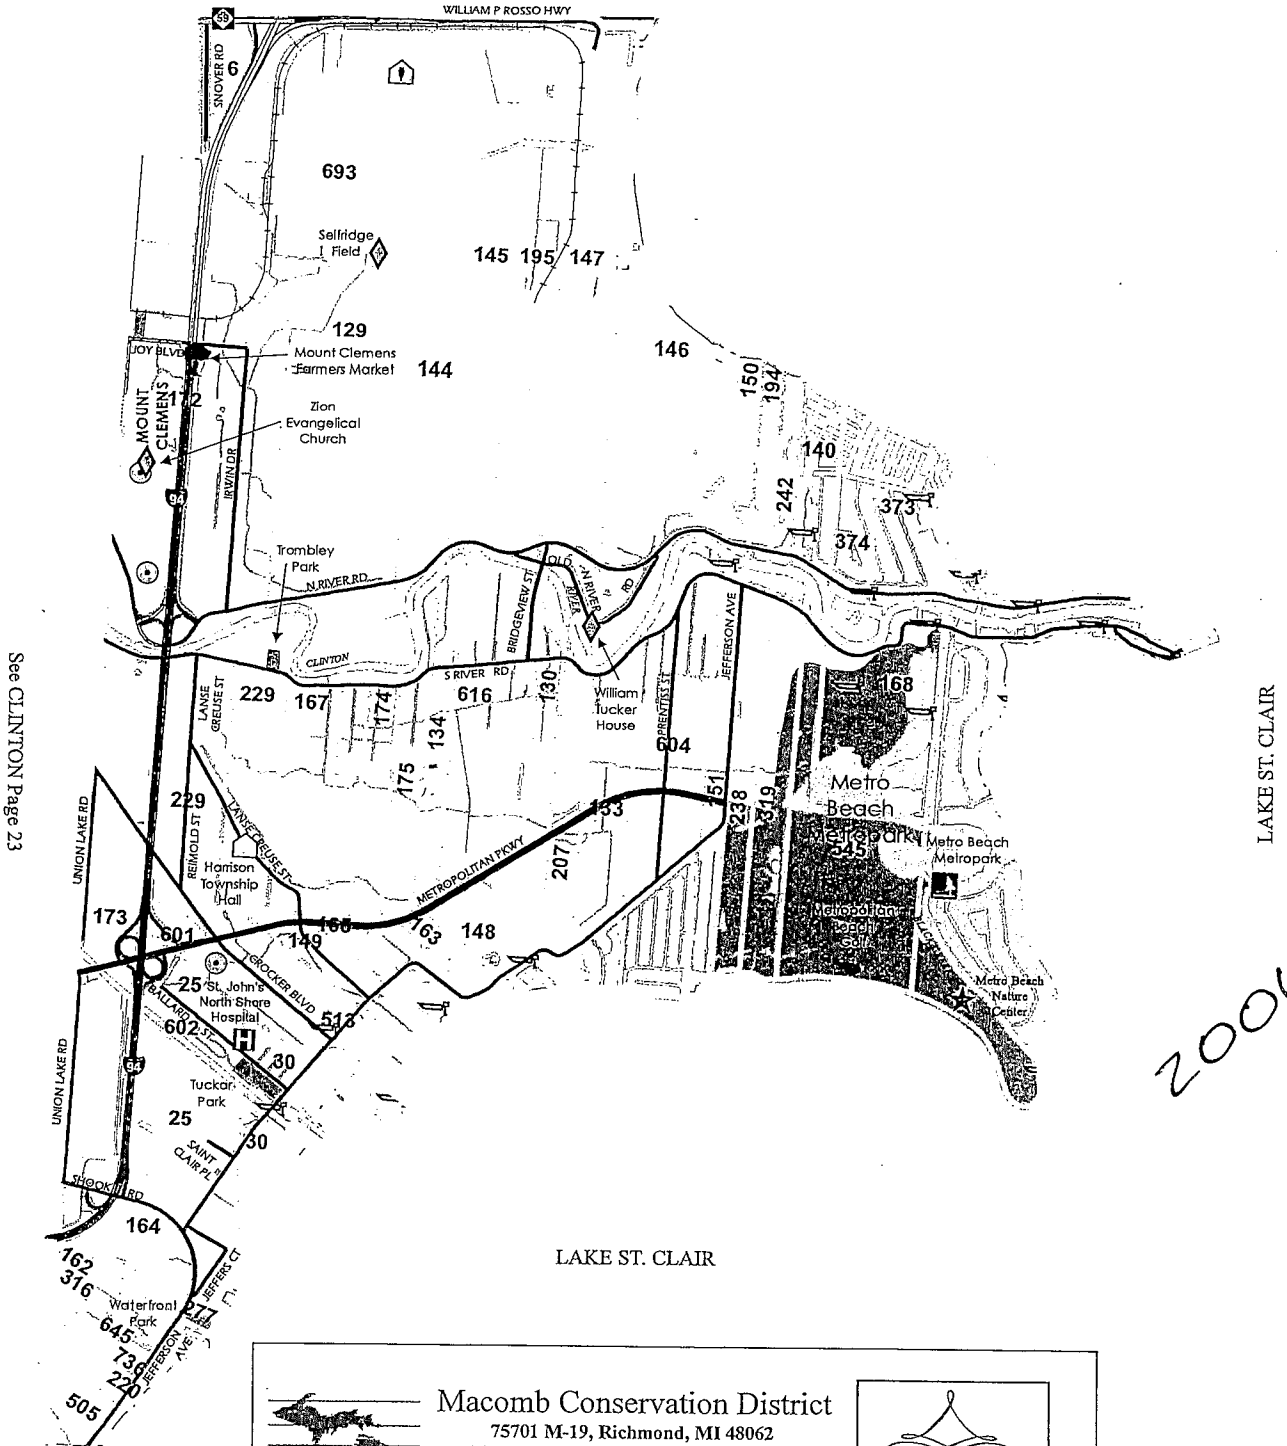 WILLIAM P ROSSO HWY
59
SNOVER RD
6
693
Selfridge
Field
145 195 147
129
JOY BLVD
Mount Clemens
Farmers Market
144
146
150
194
172
MOUNT
CLEMENS
Zion
Evangelical
Church
140
IRWIN DR
94
242
373
374
Trombley
Park
N RIVER RD
OLD
N RIVER
RD
RIVER
BRIDGEVIEW ST
JEFFERSON AVE
CLINTON
S RIVER RD
LANSE
CREUSE ST
229
167
174
616
130
William
Tucker
House
PRENTISS ST
168
134
604
See CLINTON Page 23
LAKE ST. CLAIR
175
151
238
319
Metro
Beach
Metropark
545
Metro Beach
Metropark
UNION LAKE RD
229
REIMOLD ST
LANSE CREUSE ST
133
METROPOLITAN PKWY
207
Harrison
Township
Hall
173
601
149
163
148
Metropolitan
Beach
Golf
CROCKER BLVD
25
St. John's
North Shore
Hospital
H
BALLARD ST
602
513
Metro Beach
Nature
Center
2001
30
UNION LAKE RD
94
Tucker
Park
25
30
SAINT
CLAIR PL
SHOOK RD
164
LAKE ST. CLAIR
162
316
JEFFERS CT
Waterfront
Park
277
645
736
220
JEFFERSON
AVE
505
Macomb Conservation District
75701 M-19, Richmond, MI 48062